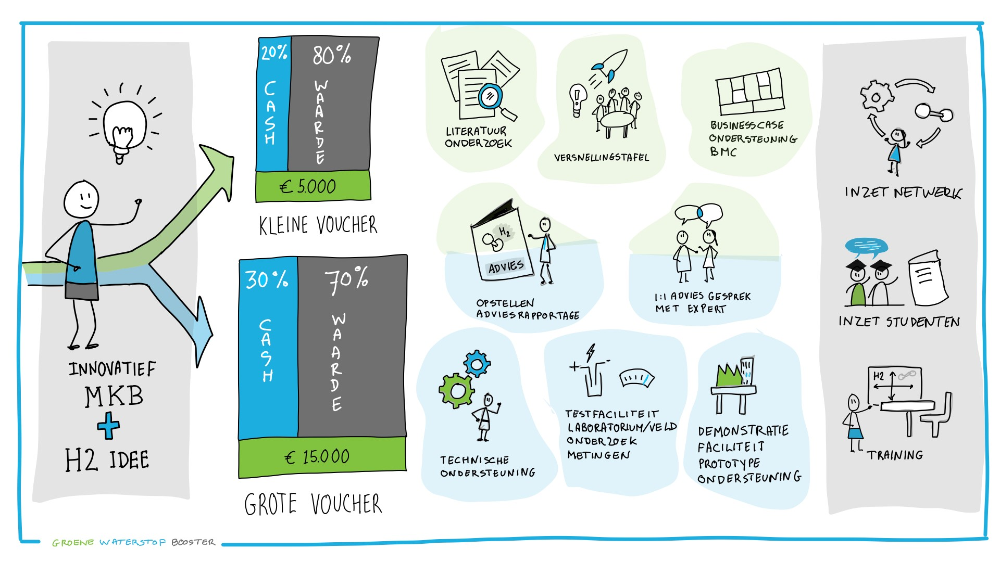 INNOVATIEF
MKB
+
H2 IDEE
20%
CASH
80%
WAARDE
€ 5.000
KLEINE VOUCHER
30%
CASH
70%
WAARDE
€ 15.000
GROTE VOUCHER
LITERATUUR
ONDERZOEK
VERSNELLINGSTAFEL
BUSINESSCASE
ONDERSTEUNING
BMC
H2
ADVIES
OPSTELLEN
ADVIESRAPPORTAGE
1:1 ADVIES GESPREK
MET EXPERT
TECHNISCHE
ONDERSTEUNING
+ -
TESTFACILITEIT
LABORATORIUM/VELD
ONDERZOEK
METINGEN
DEMONSTRATIE
FACILITEIT
PROTOTYPE
ONDERSTEUNING
INZET NETWERK
INZET STUDENTEN
H2
TRAINING
GROENE WATERSTOF BOOSTER